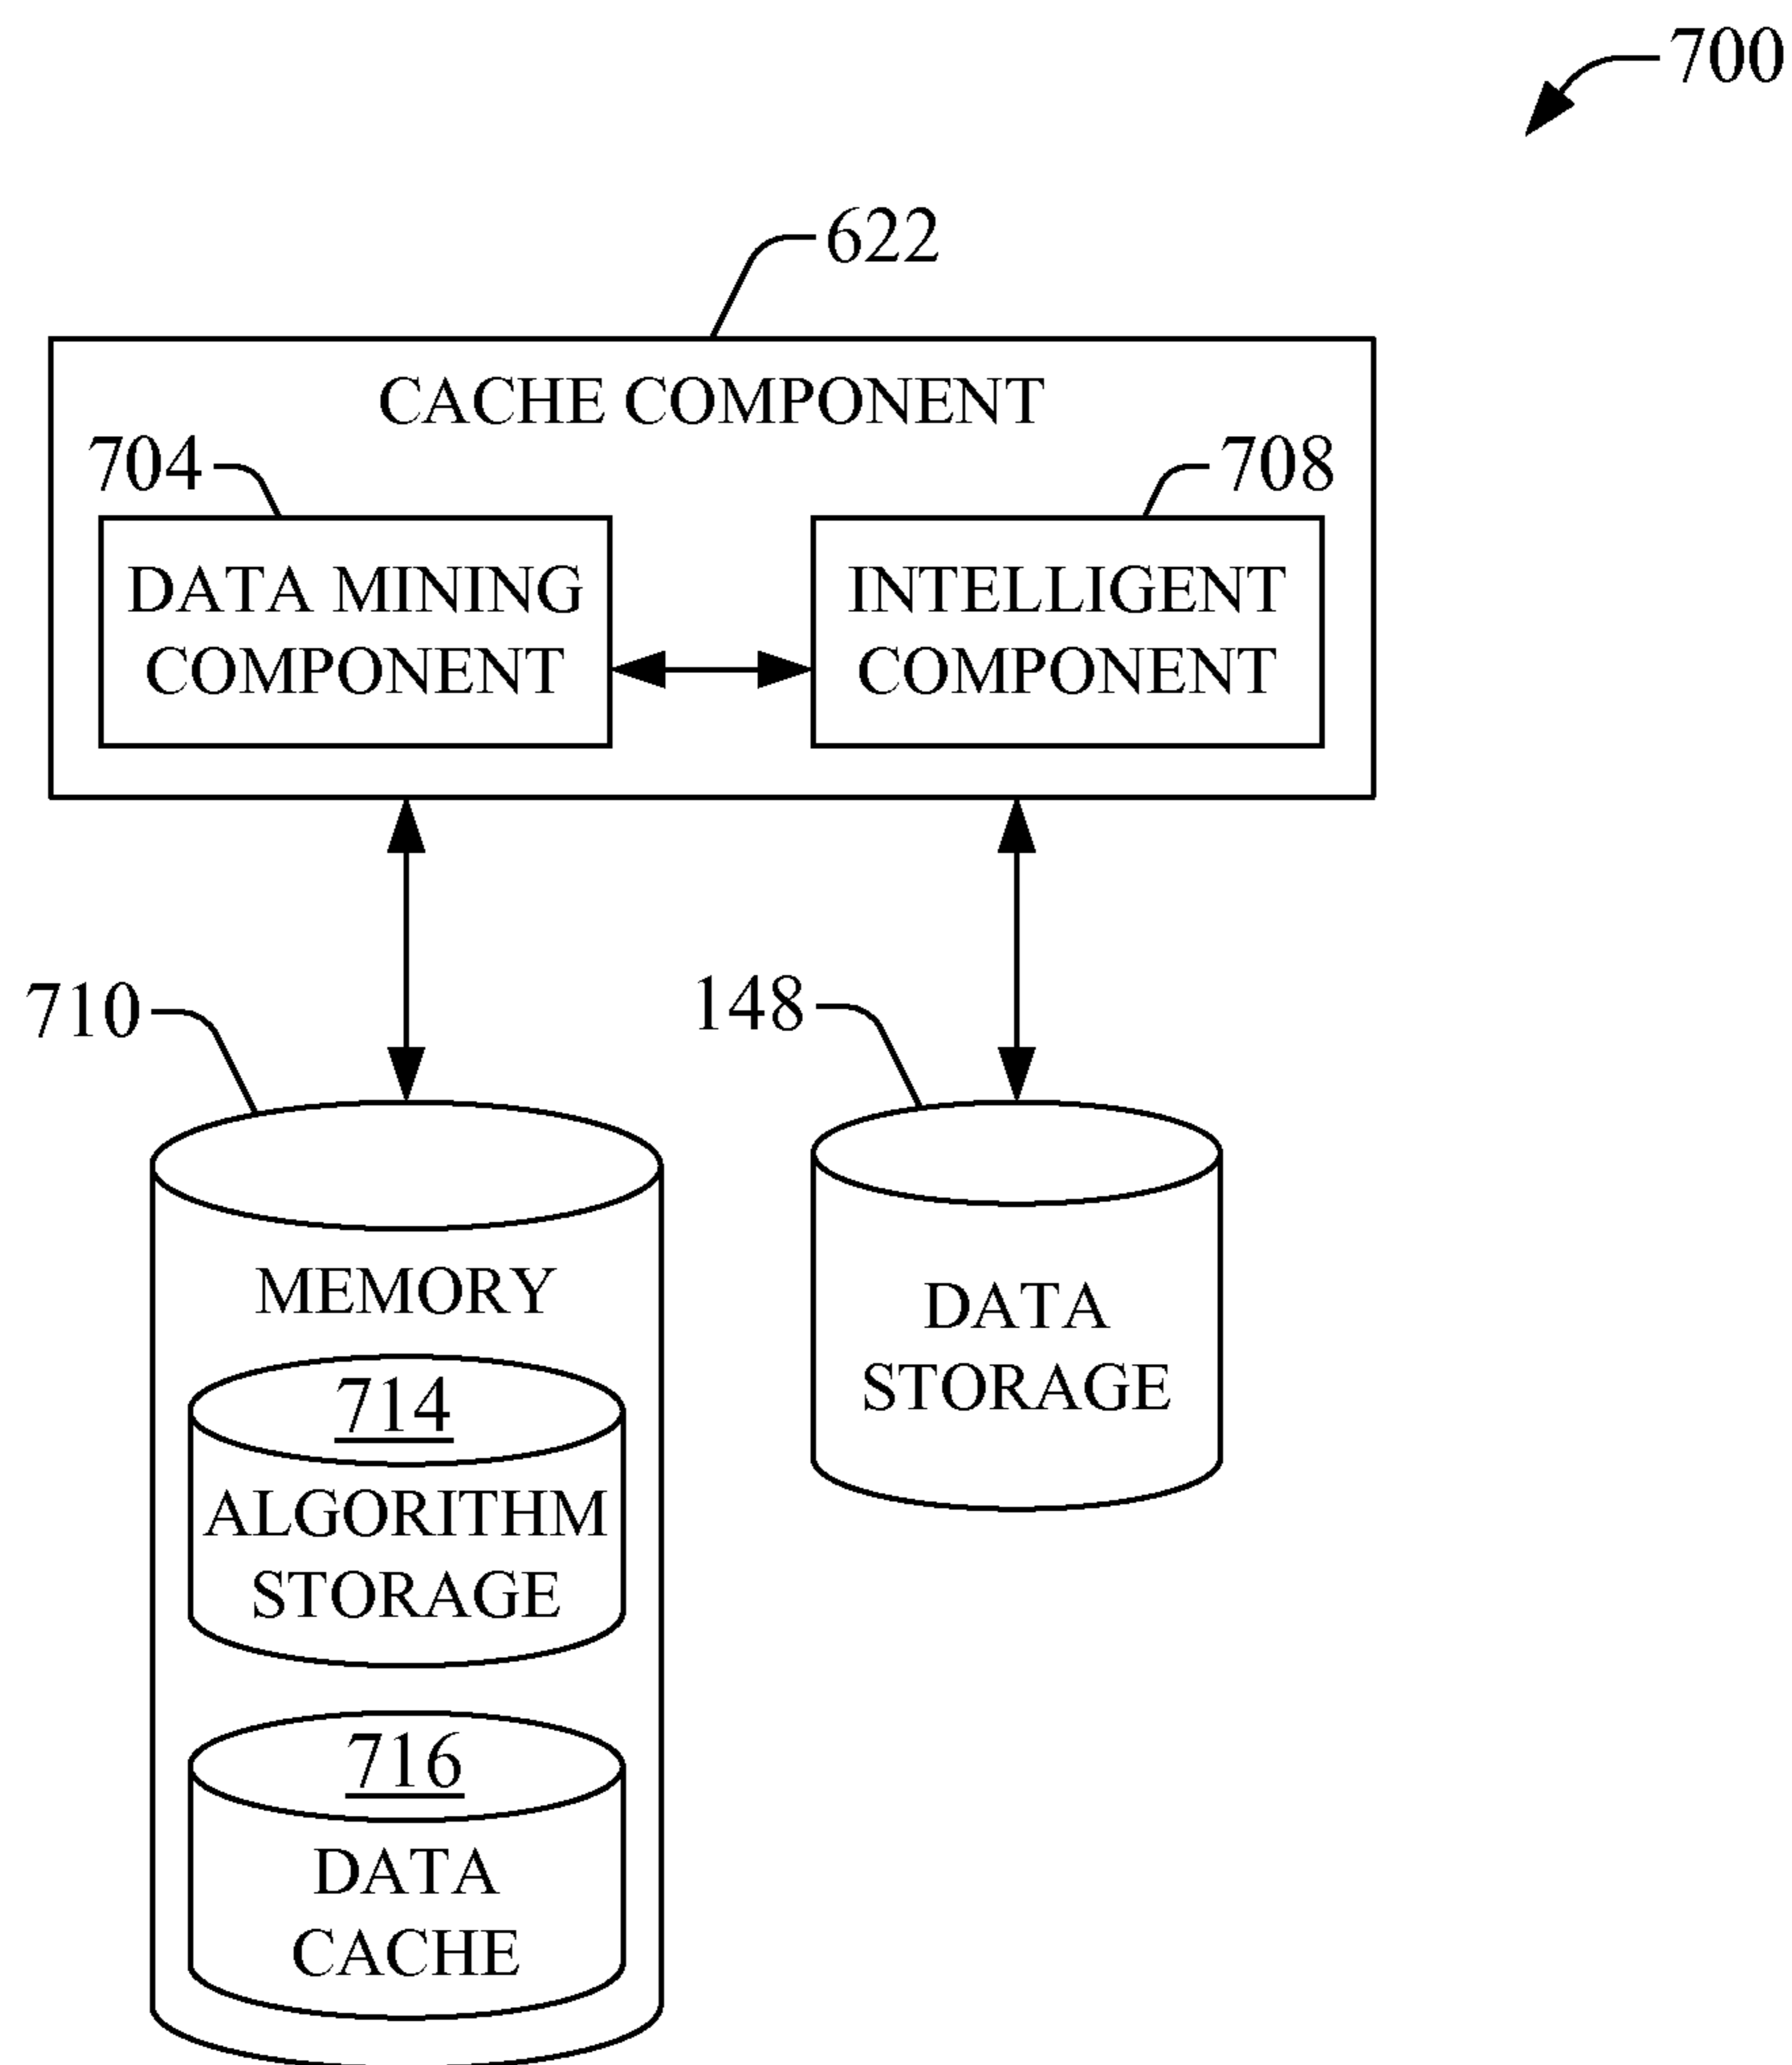 700
622
CACHE COMPONENT
704
708
DATA MINING
COMPONENT
INTELLIGENT
COMPONENT
710
148
MEMORY
714
ALGORITHM
STORAGE
716
DATA
CACHE
DATA
STORAGE